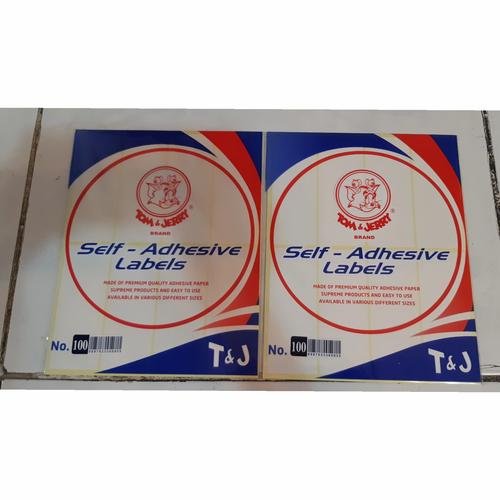 TOM & JERRY ®
BRAND
Self - Adhesive
Labels
MADE OF PREMIUM QUALITY ADHESIVE PAPER
SUPREME PRODUCTS AND EASY TO USE
AVAILABLE IN VARIOUS DIFFERENT SIZES
No. 100
T&J
TOM & JERRY ®
BRAND
Self - Adhesive
Labels
MADE OF PREMIUM QUALITY ADHESIVE PAPER
SUPREME PRODUCTS AND EASY TO USE
AVAILABLE IN VARIOUS DIFFERENT SIZES
No. 100
T&J